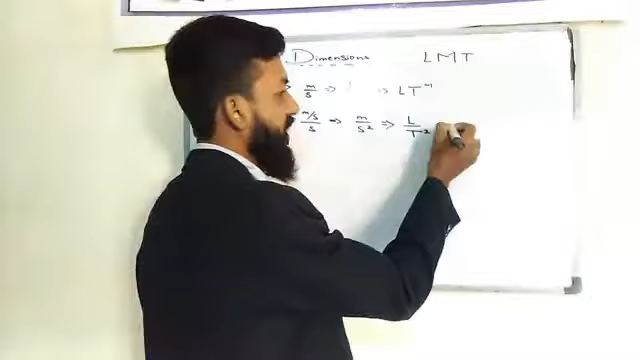 Dimensions LMT
m/s ⇒ ⇒ LT⁻¹
m/s/s ⇒ m/s² ⇒ L/T²